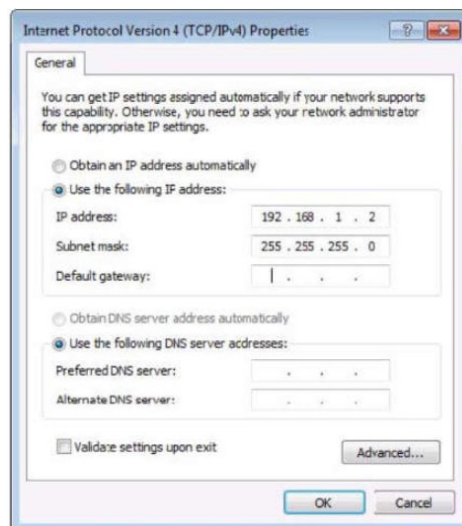 Internet Protocol Version 4 (TCP/IPv4) Properties
General
You can get IP settings assigned automatically if your network supports
this capability. Otherwise, you need to ask your network administrator
for the appropriate IP settings.
Obtain an IP address automatically
Use the following IP address:
IP address: 192 . 168 . 1 . 2
Subnet mask: 255 . 255 . 255 . 0
Default gateway: . . .
Obtain DNS server address automatically
Use the following DNS server addresses:
Preferred DNS server: . . .
Alternate DNS server: . . .
Validate settings upon exit
Advanced...
OK Cancel